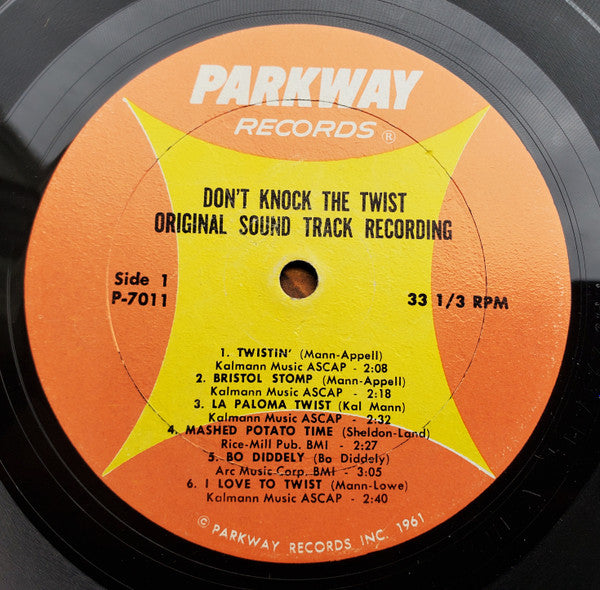 PARKWAY
RECORDS ®
DON'T KNOCK THE TWIST
ORIGINAL SOUND TRACK RECORDING
Side 1
P-7011
33 1/3 RPM
1. TWISTIN' (Mann-Appell)
Kalmann Music ASCAP - 2:08
2. BRISTOL STOMP (Mann-Appell)
Kalmann Music ASCAP - 2:18
3. LA PALOMA TWIST (Kal Mann)
Kalmann Music ASCAP - 2:32
4. MASHED POTATO TIME (Sheldon-Land)
Rice-Mill Pub. BMI - 2:27
5. BO DIDDELY (Bo Diddely)
Arc Music Corp. BMI - 3:05
6. I LOVE TO TWIST (Mann-Lowe)
Kalmann Music ASCAP - 2:40
© PARKWAY RECORDS INC. 1961